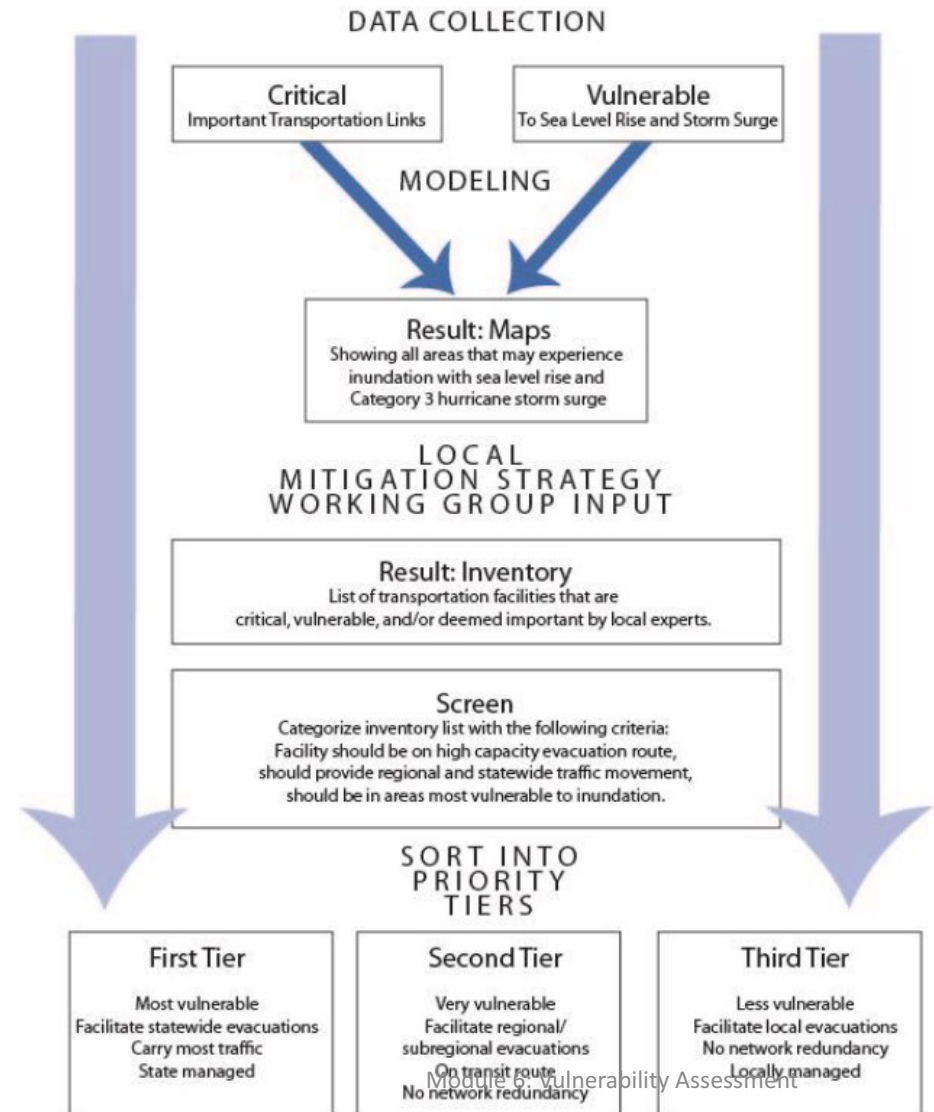 DATA COLLECTION
Critical
Important Transportation Links
Vulnerable
To Sea Level Rise and Storm Surge
MODELING
Result: Maps
Showing all areas that may experience
inundation with sea level rise and
Category 3 hurricane storm surge
LOCAL
MITIGATION STRATEGY
WORKING GROUP INPUT
Result: Inventory
List of transportation facilities that are
critical, vulnerable, and/or deemed important by local experts.
Screen
Categorize inventory list with the following criteria:
Facility should be on high capacity evacuation route,
should provide regional and statewide traffic movement,
should be in areas most vulnerable to inundation.
SORT INTO
PRIORITY
TIERS
First Tier
Most vulnerable
Facilitate statewide evacuations
Carry most traffic
State managed
Second Tier
Very vulnerable
Facilitate regional/
subregional evacuations
On transit route
No network redundancy
Third Tier
Less vulnerable
Facilitate local evacuations
No network redundancy
Locally managed
Module 6: Vulnerability Assessment